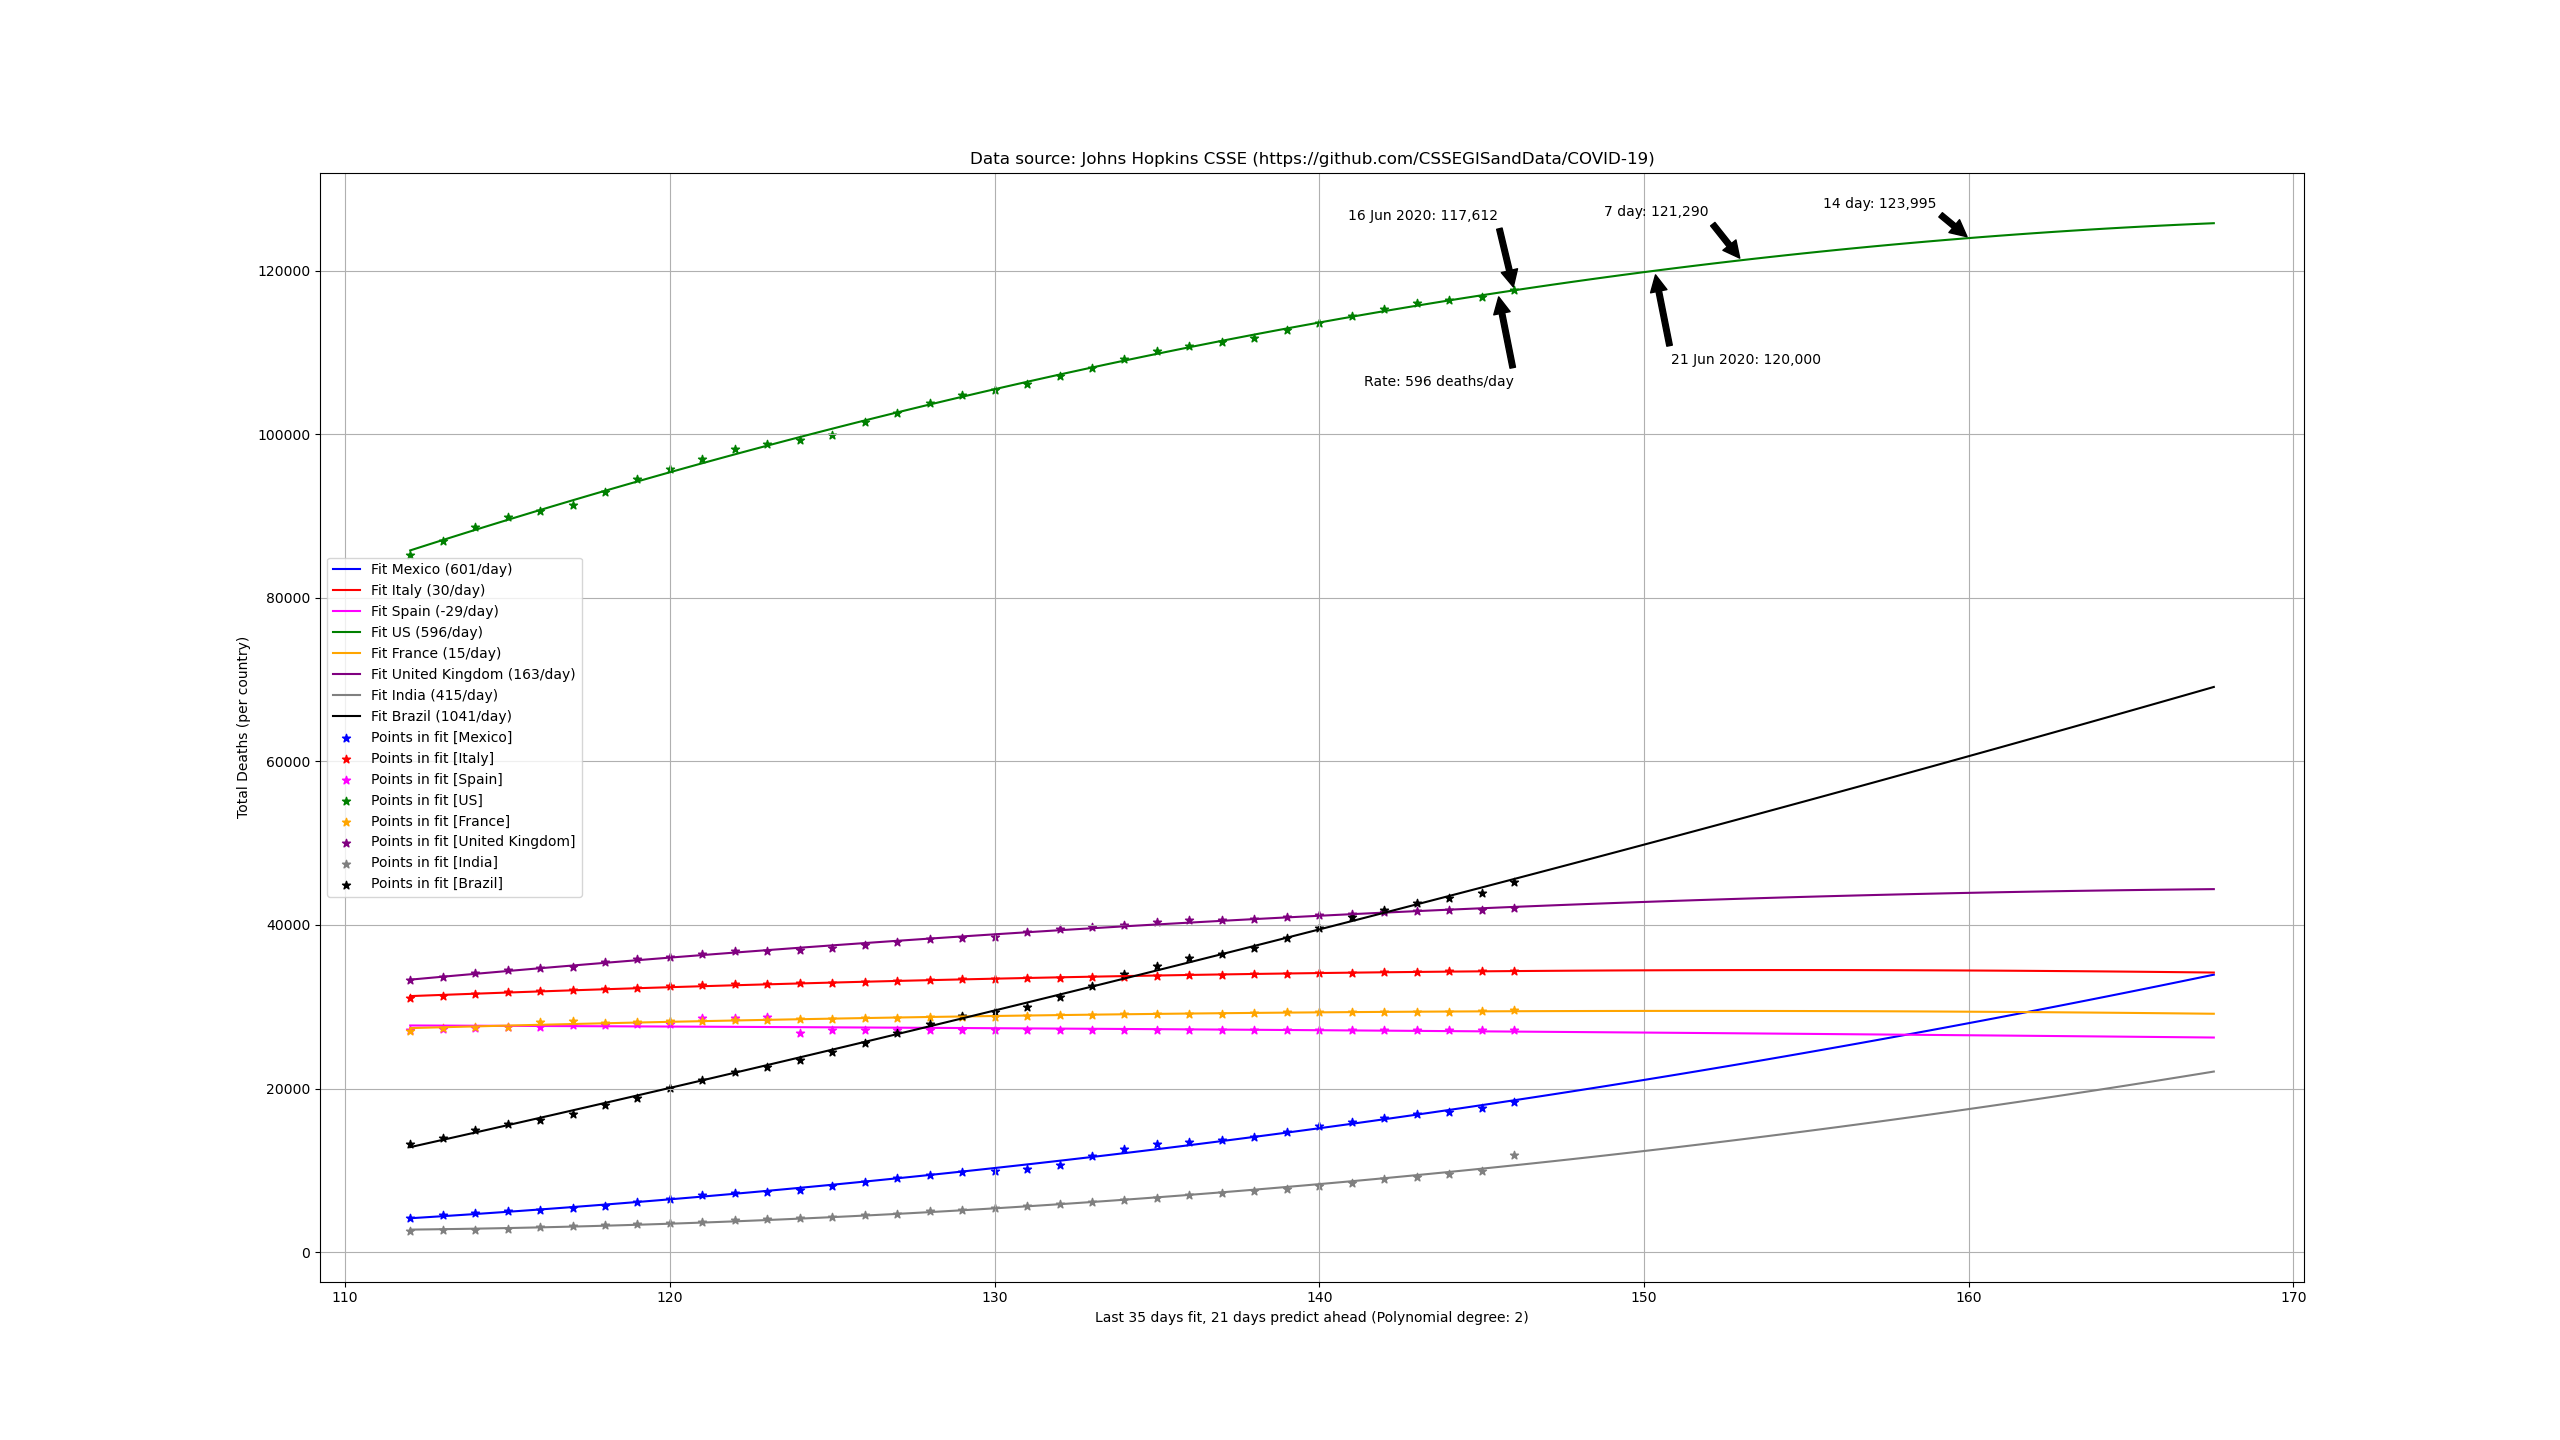 Data source: Johns Hopkins CSSE (https://github.com/CSSEGISandData/COVID-19)
14 day: 123,995
7 day: 121,290
16 Jun 2020: 117,612
21 Jun 2020: 120,000
Rate: 596 deaths/day
120000
100000
80000
60000
40000
20000
0
Total Deaths (per country)
Fit Mexico (601/day)
Fit Italy (30/day)
Fit Spain (-29/day)
Fit US (596/day)
Fit France (15/day)
Fit United Kingdom (163/day)
Fit India (415/day)
Fit Brazil (1041/day)
Points in fit [Mexico]
Points in fit [Italy]
Points in fit [Spain]
Points in fit [US]
Points in fit [France]
Points in fit [United Kingdom]
Points in fit [India]
Points in fit [Brazil]
110 120 130 140 150 160 170
Last 35 days fit, 21 days predict ahead (Polynomial degree: 2)